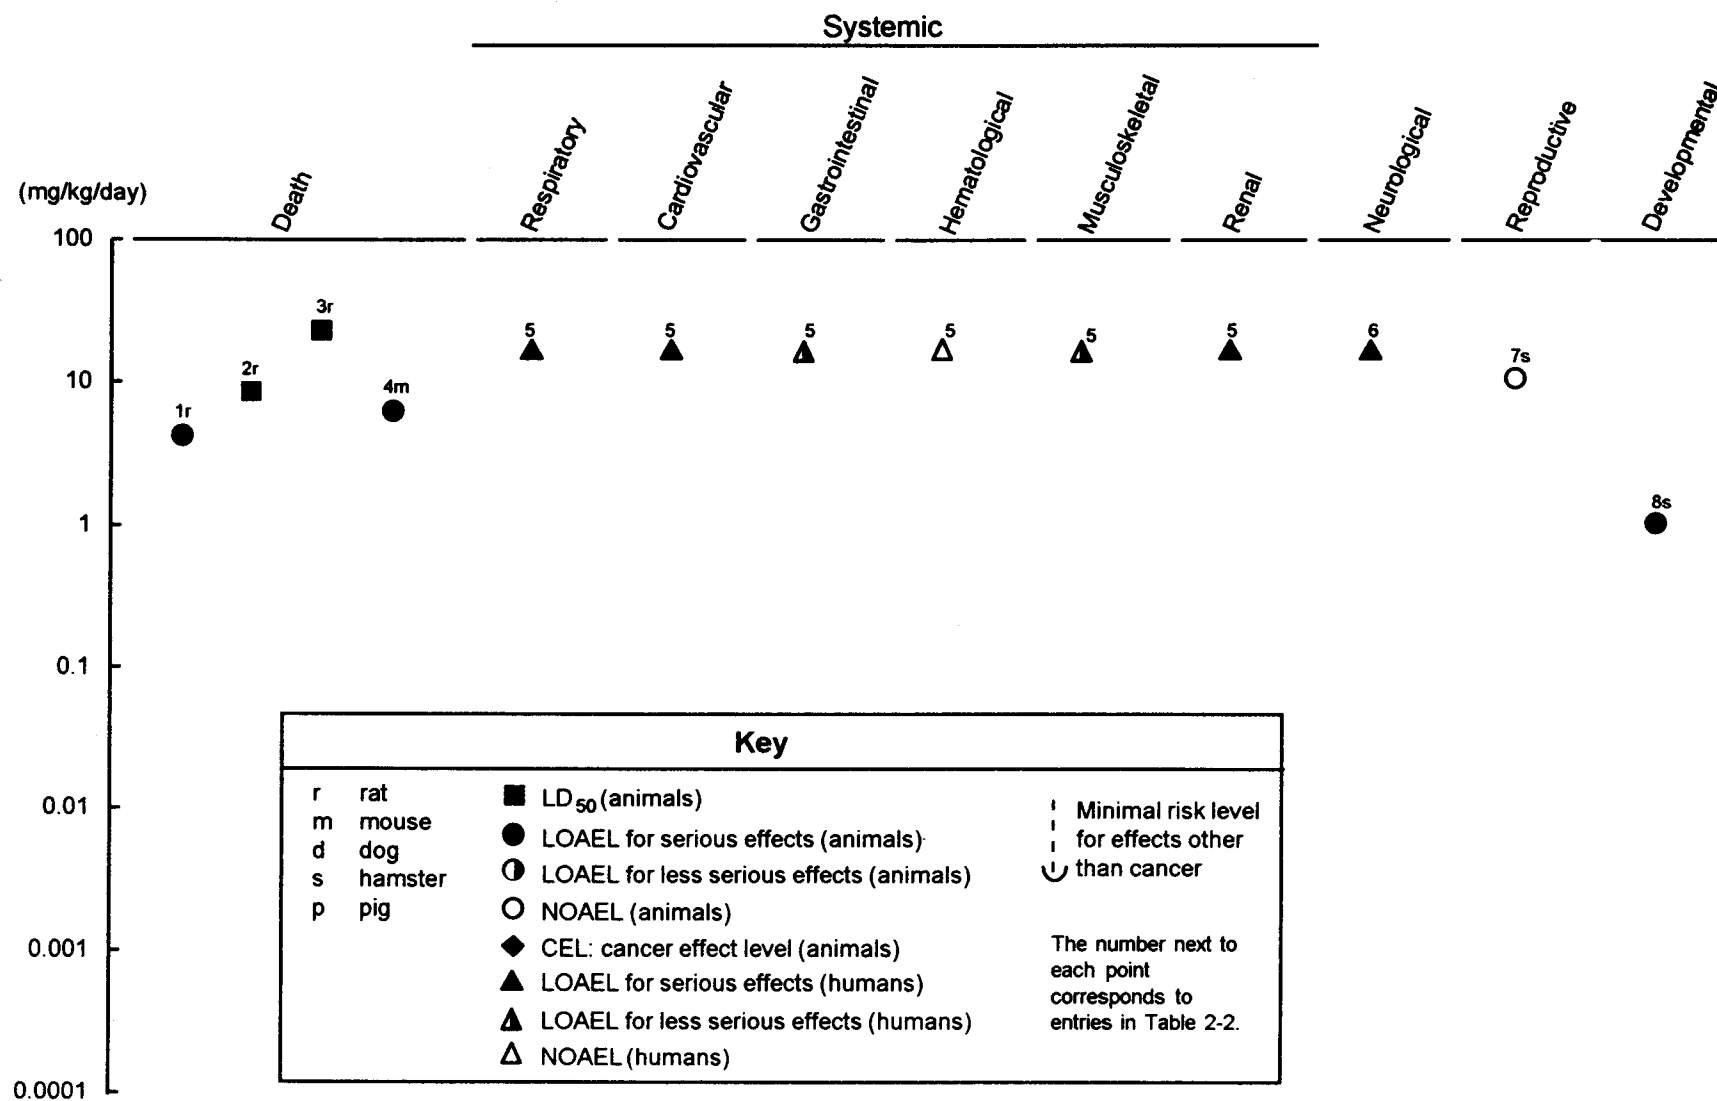 Systemic
(mg/kg/day)
Death
Respiratory
Cardiovascular
Gastrointestinal
Hematological
Musculoskeletal
Renal
Neurological
Reproductive
Developmental
100
10
1
0.1
0.01
0.001
0.0001
1r
2r
3r
4m
5
5
5
5
5
5
6
7s
8s
Key
r rat
m mouse
d dog
s hamster
p pig
LD50 (animals)
LOAEL for serious effects (animals)
LOAEL for less serious effects (animals)
NOAEL (animals)
CEL: cancer effect level (animals)
LOAEL for serious effects (humans)
LOAEL for less serious effects (humans)
NOAEL (humans)
Minimal risk level
for effects other
than cancer
The number next to
each point
corresponds to
entries in Table 2-2.